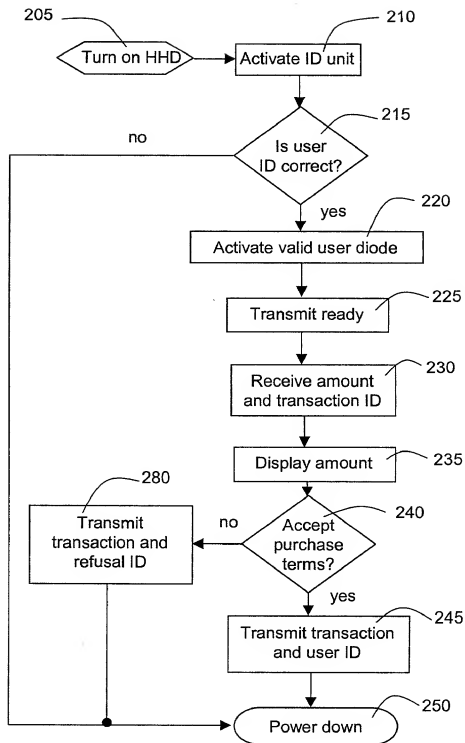 205
210
Turn on HHD
Activate ID unit
215
no
Is user
ID correct?
yes
220
Activate valid user diode
225
Transmit ready
230
Receive amount
and transaction ID
235
Display amount
280
240
Transmit
transaction and
refusal ID
no
Accept
purchase
terms?
yes
245
Transmit transaction
and user ID
250
Power down